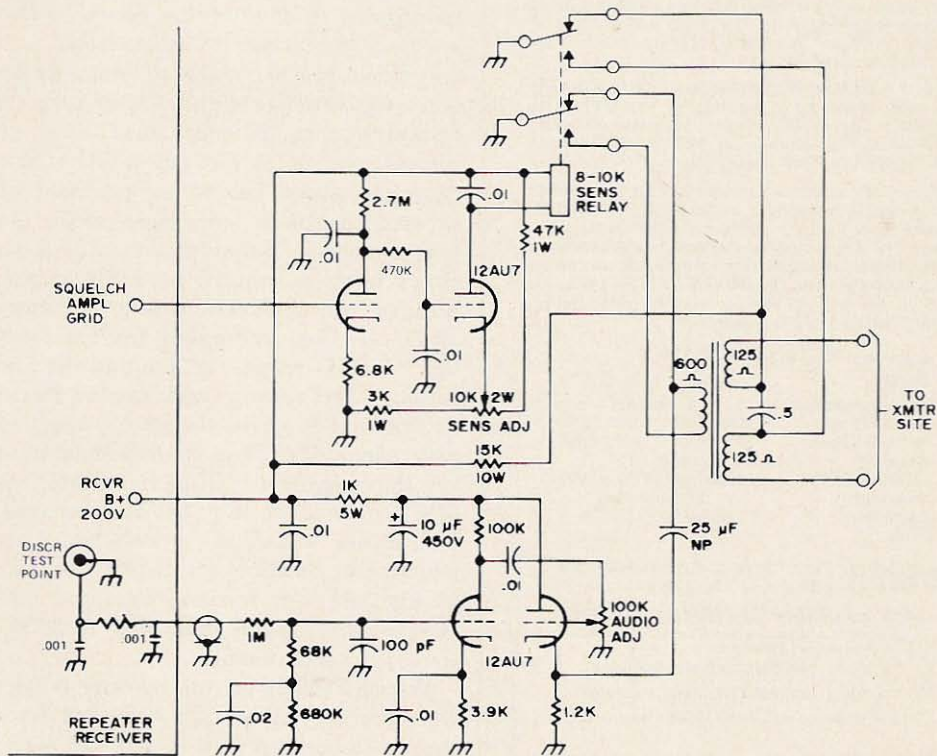 8-10K
SENS
RELAY
.01
2.7M
47K
1W
.01
470K
12AU7
SQUELCH
AMPL
GRID
.01
6.8K
600
Ω
125
Ω
3K
1W
10K 2W
SENS ADJ
.5
TO
XMTR
SITE
15K
10W
125 Ω
RCVR
B+
200V
1K
5W
.01
+
10 µF
450V
100K
25 µF
NP
DISCR
TEST
POINT
.01
100K
AUDIO
ADJ
.001
.001
1M
68K
100 pF
12AU7
.02
680K
.01
3.9K
1.2K
REPEATER
RECEIVER